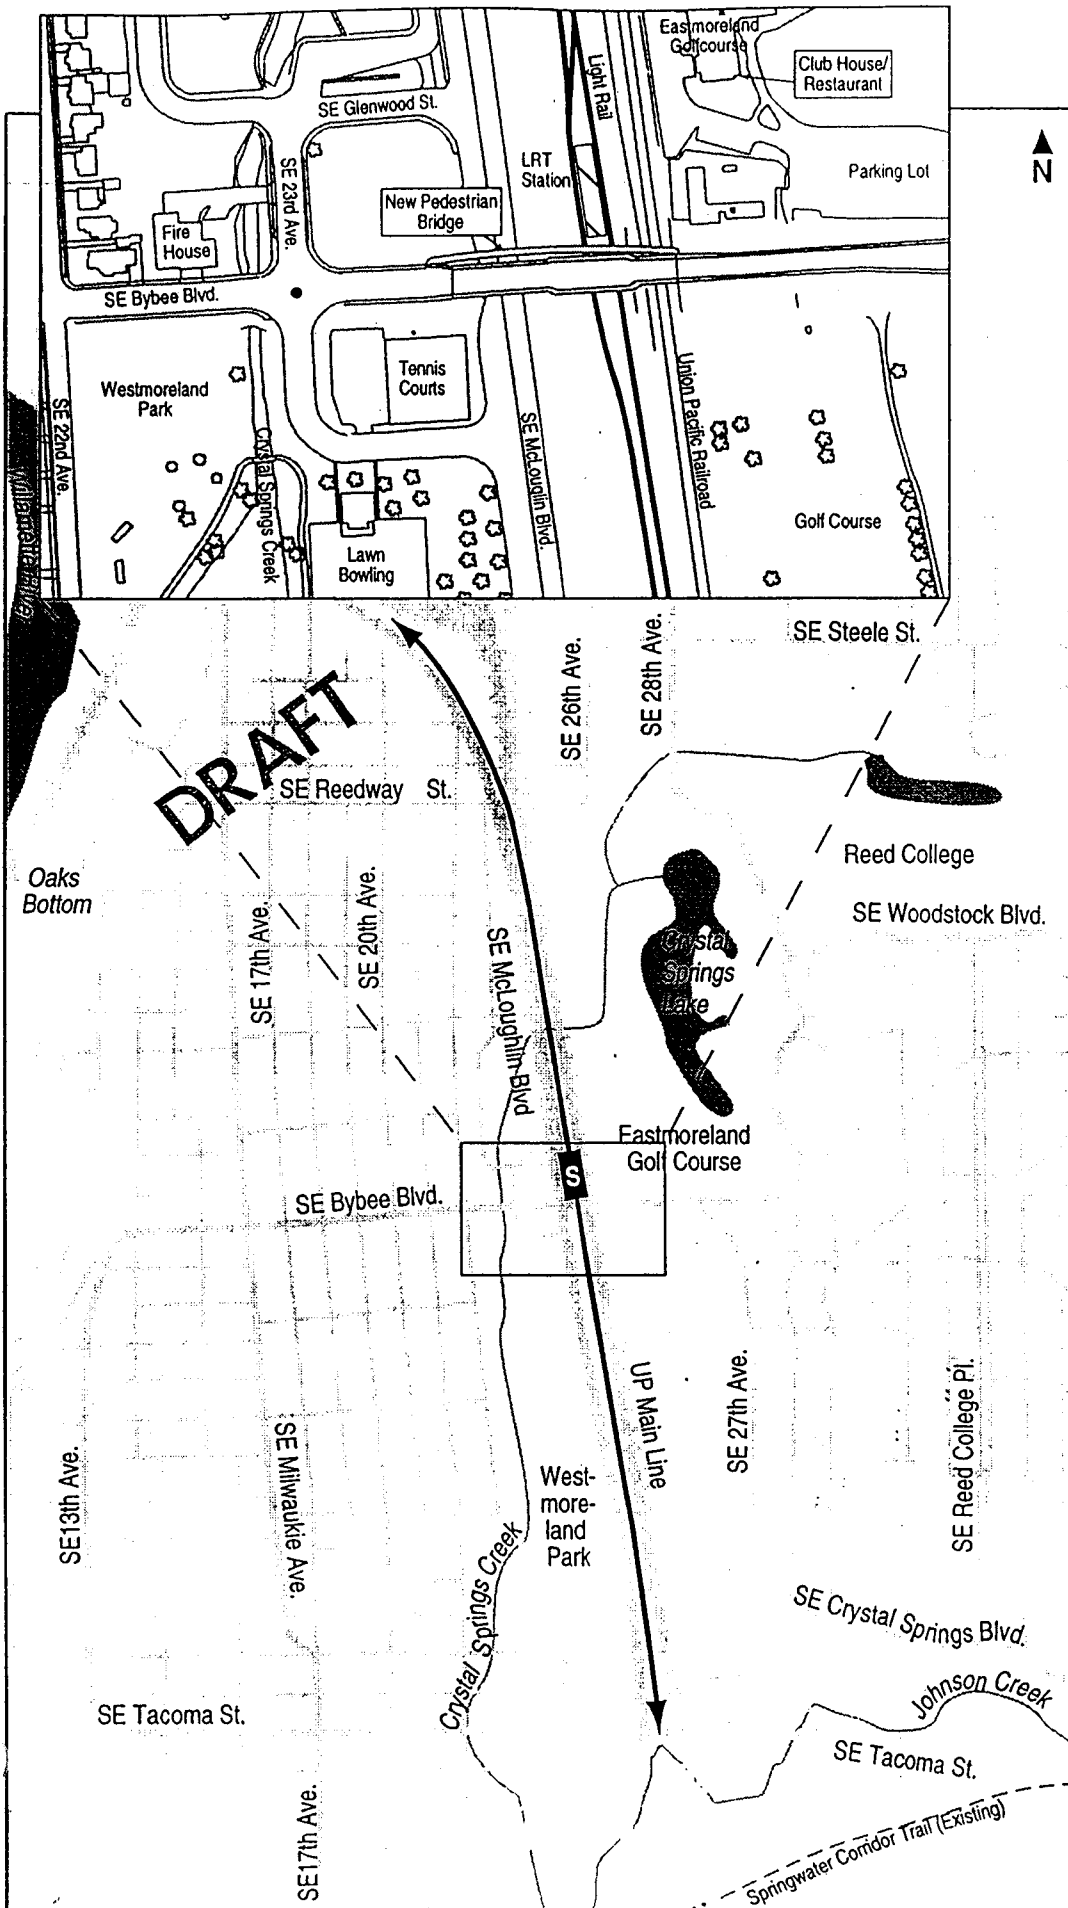 Eastmoreland
Golfcourse
Club House/
Restaurant
Light Rail
SE Glenwood St.
N
LRT
Station
Parking Lot
SE 23rd Ave.
New Pedestrian
Bridge
Fire
House
SE Bybee Blvd.
Tennis
Courts
Westmoreland
Park
SE 22nd Ave.
Crystal Springs Creek
SE McLouglin Blvd.
Union Pacific Railroad
Golf Course
Lawn
Bowling
Willamette River
SE Steele St.
SE 26th Ave.
SE 28th Ave.
DRAFT
SE Reedway St.
Reed College
Oaks
Bottom
SE Woodstock Blvd.
SE 17th Ave.
SE 20th Ave.
SE McLoughlin Blvd
Crystal
Springs
Lake
Eastmoreland
Golf Course
S
SE Bybee Blvd.
UP Main Line
SE 27th Ave.
SE Reed College Pl.
SE13th Ave.
SE Milwaukie Ave.
West-
more-
land
Park
Crystal Springs Creek
SE Crystal Springs Blvd.
Johnson Creek
SE Tacoma St.
SE Tacoma St.
SE17th Ave.
Springwater Corridor Trail (Existing)